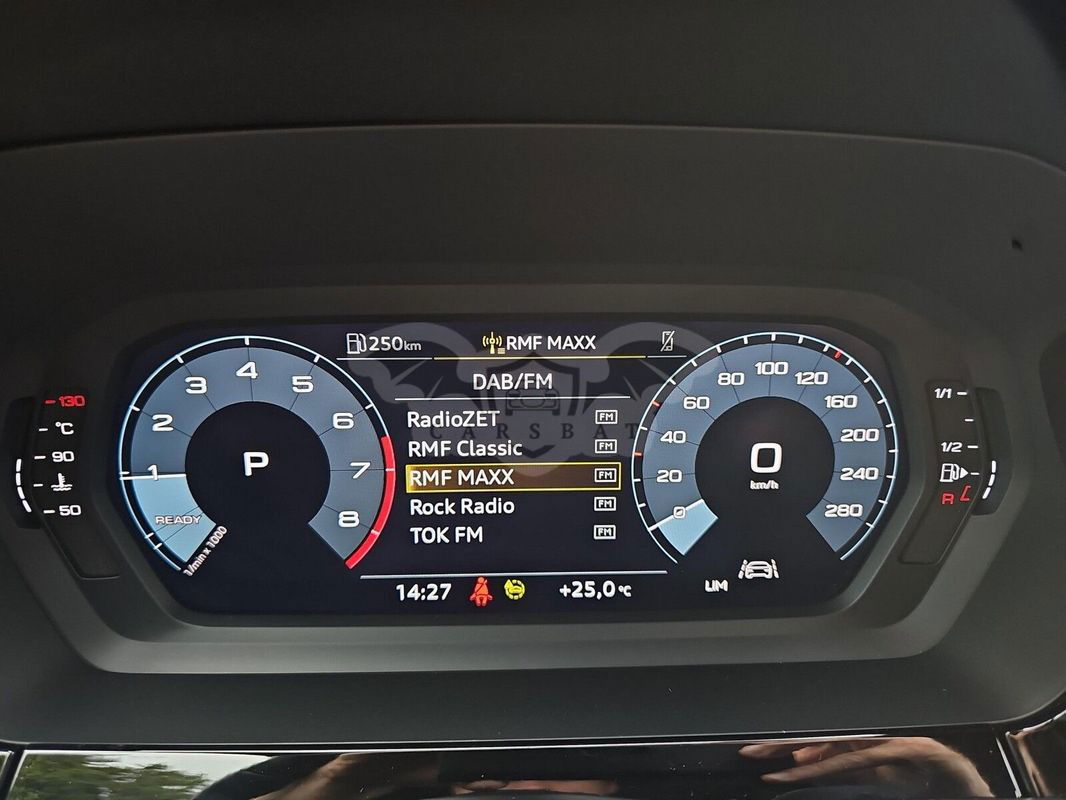 250km RMF MAXX
DAB/FM
RadioZET FM
RMF Classic FM
RMF MAXX FM
Rock Radio FM
TOK FM FM
14:27 +25,0 °C
1 2 3 4 5 6 7 8
P
READY
1/min x 1000
0 20 40 60 80 100 120 160 200 240 280
0
km/h
LIM
130
°C
90
50
1/1
1/2
R
CARSBAT